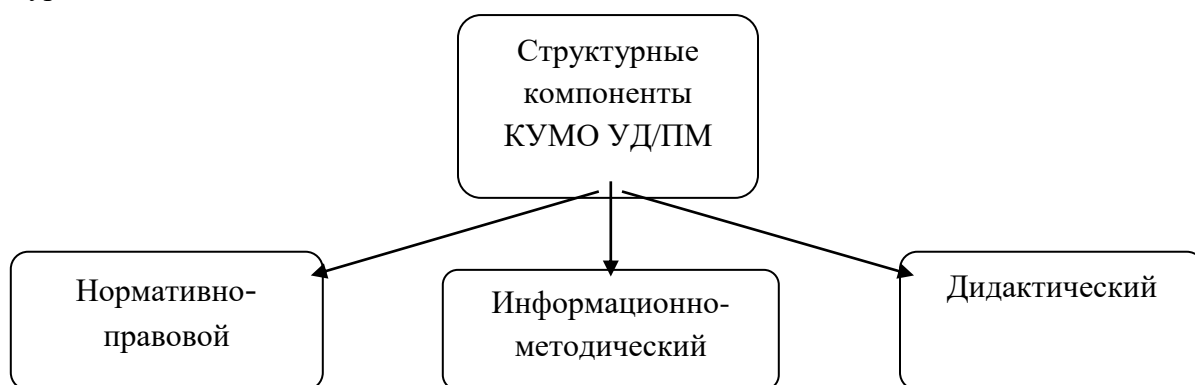 Структурные
компоненты
КУМО УД/ПМ
Нормативно-
правовой
Информационно-
методический
Дидактический